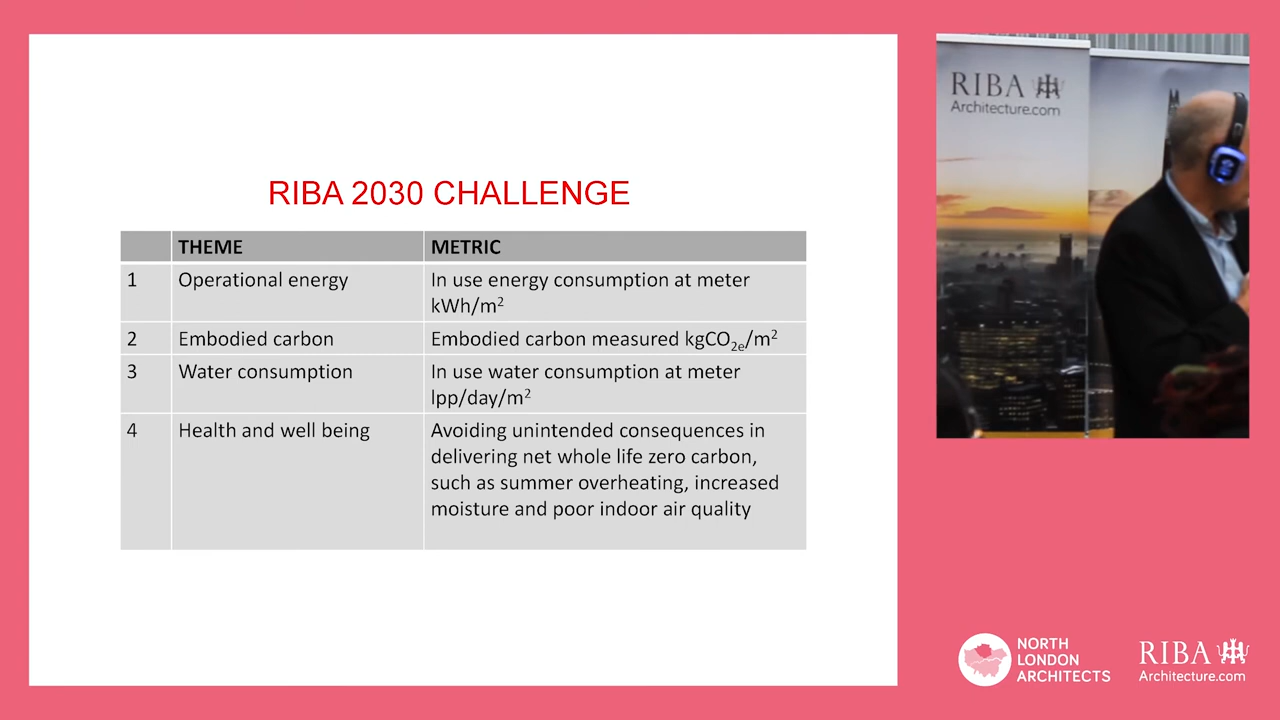 RIBA 2030 CHALLENGE
THEME METRIC
1 Operational energy In use energy consumption at meter
kWh/m²
2 Embodied carbon Embodied carbon measured kgCO₂e/m²
3 Water consumption In use water consumption at meter
lpp/day/m²
4 Health and well being Avoiding unintended consequences in
delivering net whole life zero carbon,
such as summer overheating, increased
moisture and poor indoor air quality
RIBA
Architecture.com
NORTH
LONDON
ARCHITECTS
RIBA
Architecture.com